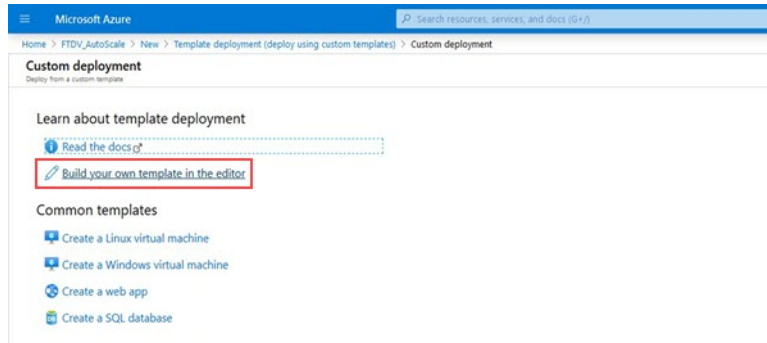 Microsoft Azure
Search resources, services, and docs (G+/)
Home > FTDV_AutoScale > New > Template deployment (deploy using custom templates) > Custom deployment
Custom deployment
Deploy from a custom template
Learn about template deployment
Read the docs
Build your own template in the editor
Common templates
Create a Linux virtual machine
Create a Windows virtual machine
Create a web app
Create a SQL database